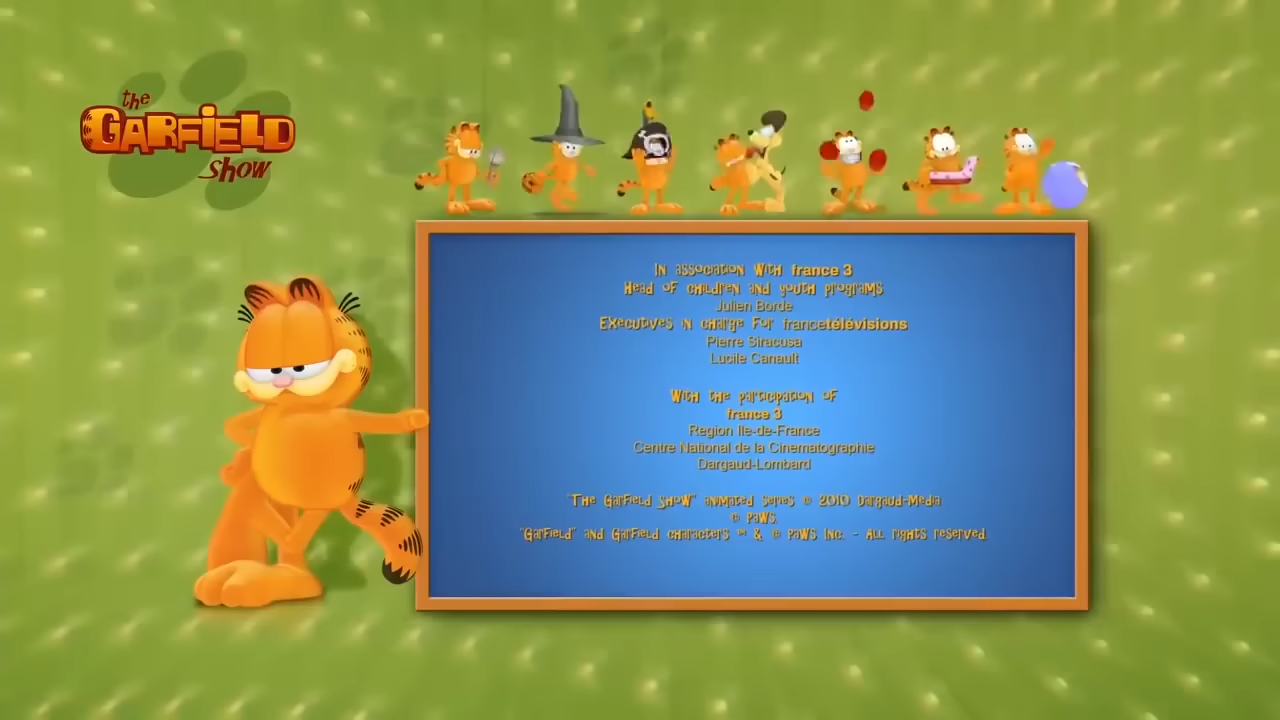 the
GARFIELD
show
In association with france 3
Head of children and youth programs
Julien Borde
Executives in charge for francetélévisions
Pierre Siracusa
Lucile Canault
With the participation of
france 3
Region Ile-de-France
Centre National de la Cinematographie
Dargaud-Lombard
"The Garfield Show" animated series © 2010 Dargaud-Media
© PAWS.
"Garfield" and Garfield characters ™ & © PAWS Inc. - All rights reserved.